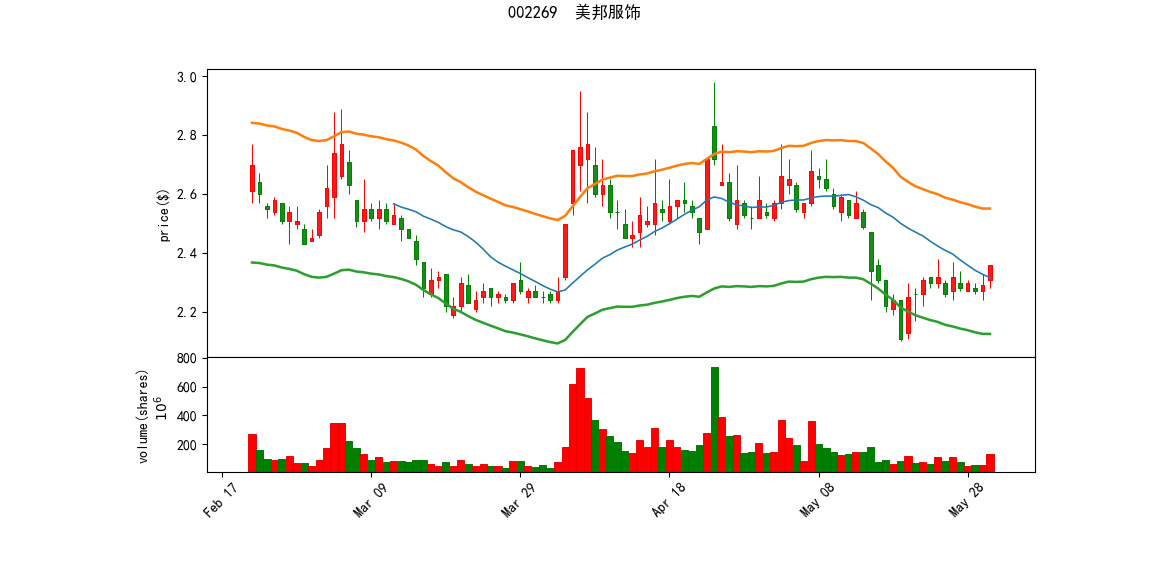 002269 美邦服饰
3.0
2.8
2.6
2.4
2.2
price($)
800
600
400
200
volume(shares)
10^6
Feb 17
Mar 09
Mar 29
Apr 18
May 08
May 28